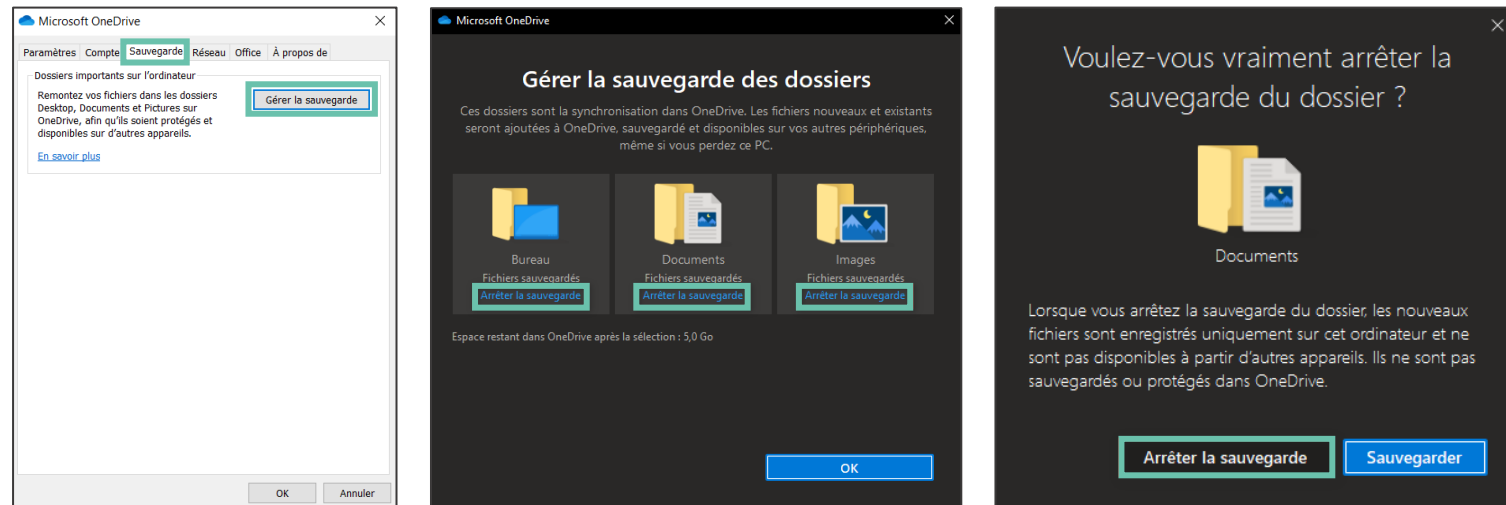 Microsoft OneDrive
Paramètres Compte Sauvegarde Réseau Office À propos de
Dossiers importants sur l'ordinateur
Remontez vos fichiers dans les dossiers
Desktop, Documents et Pictures sur
OneDrive, afin qu'ils soient protégés et
disponibles sur d'autres appareils.
Gérer la sauvegarde
En savoir plus
OK Annuler
Microsoft OneDrive
Gérer la sauvegarde des dossiers
Ces dossiers sont la synchronisation dans OneDrive. Les fichiers nouveaux et existants
seront ajoutées à OneDrive, sauvegardé et disponibles sur vos autres périphériques,
même si vous perdez ce PC.
Bureau
Fichiers sauvegardés
Arrêter la sauvegarde
Documents
Fichiers sauvegardés
Arrêter la sauvegarde
Images
Fichiers sauvegardés
Arrêter la sauvegarde
Espace restant dans OneDrive après la sélection : 5,0 Go
OK
Voulez-vous vraiment arrêter la
sauvegarde du dossier ?
Documents
Lorsque vous arrêtez la sauvegarde du dossier, les nouveaux
fichiers sont enregistrés uniquement sur cet ordinateur et ne
sont pas disponibles à partir d'autres appareils. Ils ne sont pas
sauvegardés ou protégés dans OneDrive.
Arrêter la sauvegarde Sauvegarder